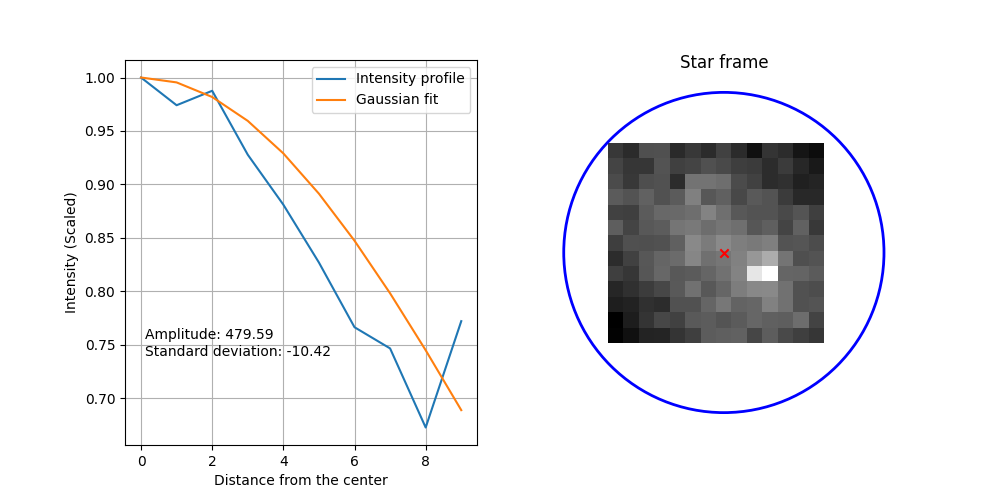 Star frame
Intensity profile
Gaussian fit
1.00
0.95
0.90
0.85
0.80
0.75
0.70
Intensity (Scaled)
Amplitude: 479.59
Standard deviation: -10.42
0 2 4 6 8
Distance from the center